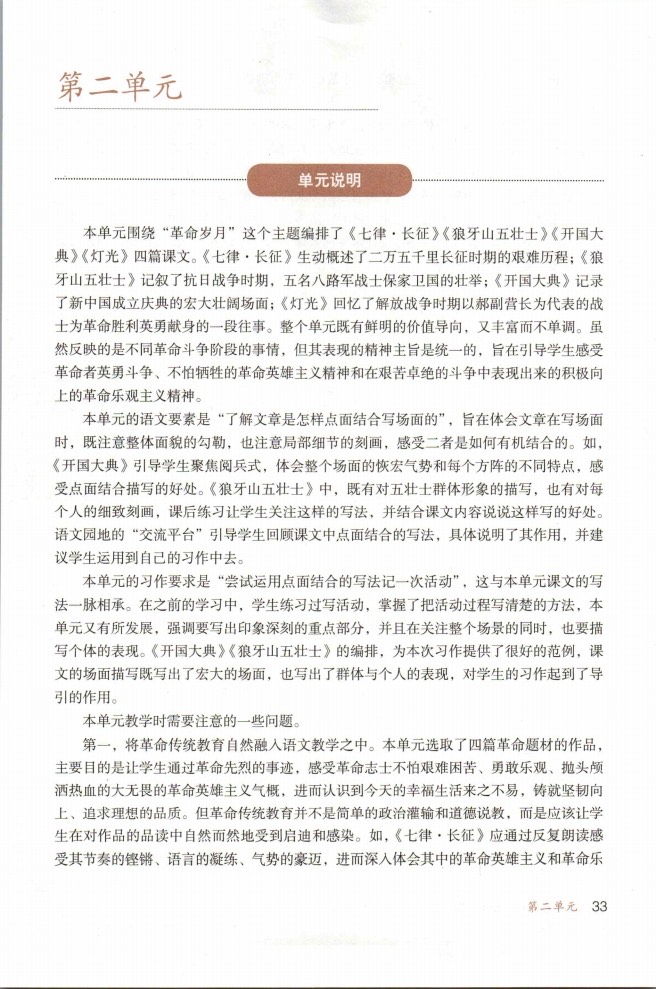 第二单元
单元说明
本单元围绕“革命岁月”这个主题编排了《七律·长征》《狼牙山五壮士》《开国大
典》《灯光》四篇课文。《七律·长征》生动概述了二万五千里长征时期的艰难历程；《狼
牙山五壮士》记叙了抗日战争时期，五名八路军战士保家卫国的壮举；《开国大典》记录
了新中国成立庆典的宏大壮阔场面；《灯光》回忆了解放战争时期以郝副营长为代表的战
士为革命胜利英勇献身的一段往事。整个单元既有鲜明的价值导向，又丰富而不单调。虽
然反映的是不同革命斗争阶段的事情，但其表现的精神主旨是统一的，旨在引导学生感受
革命者英勇斗争、不怕牺牲的革命英雄主义精神和在艰苦卓绝的斗争中表现出来的积极向
上的革命乐观主义精神。
本单元的语文要素是“了解文章是怎样点面结合写场面的”，旨在体会文章在写场面
时，既注意整体面貌的勾勒，也注意局部细节的刻画，感受二者是如何有机结合的。如，
《开国大典》引导学生聚焦阅兵式，体会整个场面的恢宏气势和每个方阵的不同特点，感
受点面结合描写的好处。《狼牙山五壮士》中，既有对五壮士群体形象的描写，也有对每
个人的细致刻画，课后练习让学生关注这样的写法，并结合课文内容说说这样写的好处。
语文园地的“交流平台”引导学生回顾课文中点面结合的写法，具体说明了其作用，并建
议学生运用到自己的习作中去。
本单元的习作要求是“尝试运用点面结合的写法记一次活动”，这与本单元课文的写
法一脉相承。在之前的学习中，学生练习过写活动，掌握了把活动过程写清楚的方法，本
单元又有所发展，强调要写出印象深刻的重点部分，并且在关注整个场景的同时，也要描
写个体的表现。《开国大典》《狼牙山五壮士》的编排，为本次习作提供了很好的范例，课
文的场面描写既写出了宏大的场面，也写出了群体与个人的表现，对学生的习作起到了导
引的作用。
本单元教学时需要注意的一些问题。
第一，将革命传统教育自然融入语文教学之中。本单元选取了四篇革命题材的作品，
主要目的是让学生通过革命先烈的事迹，感受革命志士不怕艰难困苦、勇敢乐观、抛头颅
洒热血的大无畏的革命英雄主义气概，进而认识到今天的幸福生活来之不易，铸就坚韧向
上、追求理想的品质。但革命传统教育并不是简单的政治灌输和道德说教，而是应该让学
生在对作品的品读中自然而然地受到启迪和感染。如，《七律·长征》应通过反复朗读感
受其节奏的铿锵、语言的凝练、气势的豪迈，进而深入体会其中的革命英雄主义和革命乐
第二单元 33